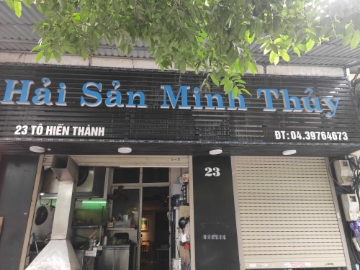 Hải Sản Minh Thủy
23 TÔ HIẾN THÀNH ĐT: 04.39764673
23